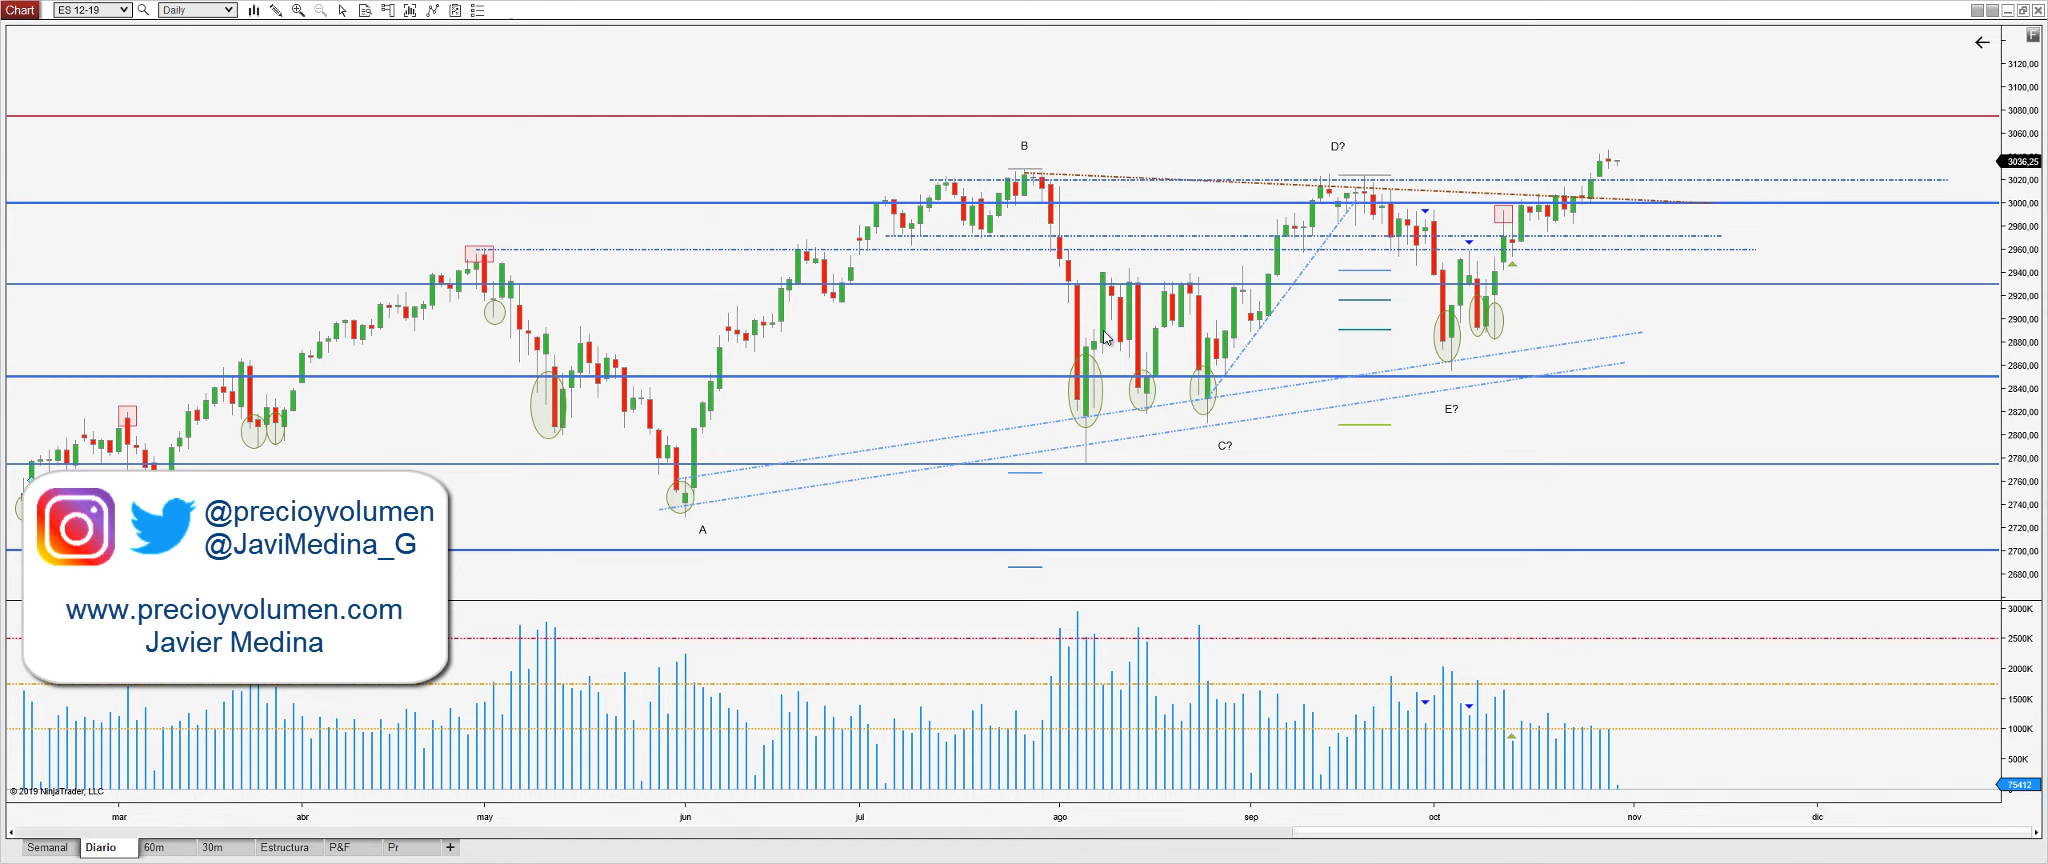 Chart ES 12-19 Daily
F
3120,00
3100,00
3080,00
3060,00
3036,25
3020,00
3000,00
2980,00
2960,00
2940,00
2920,00
2900,00
2880,00
2860,00
2840,00
2820,00
2800,00
2780,00
2760,00
2740,00
2720,00
2700,00
2680,00
B
D?
E?
C?
A
@precioyvolumen
@JaviMedina_G
www.precioyvolumen.com
Javier Medina
3000K
2500K
2000K
1500K
1000K
500K
75412
© 2019 NinjaTrader, LLC
mar abr may jun jul ago sep oct nov dic
Semanal Diario 60m 30m Estructura P&F Pr +